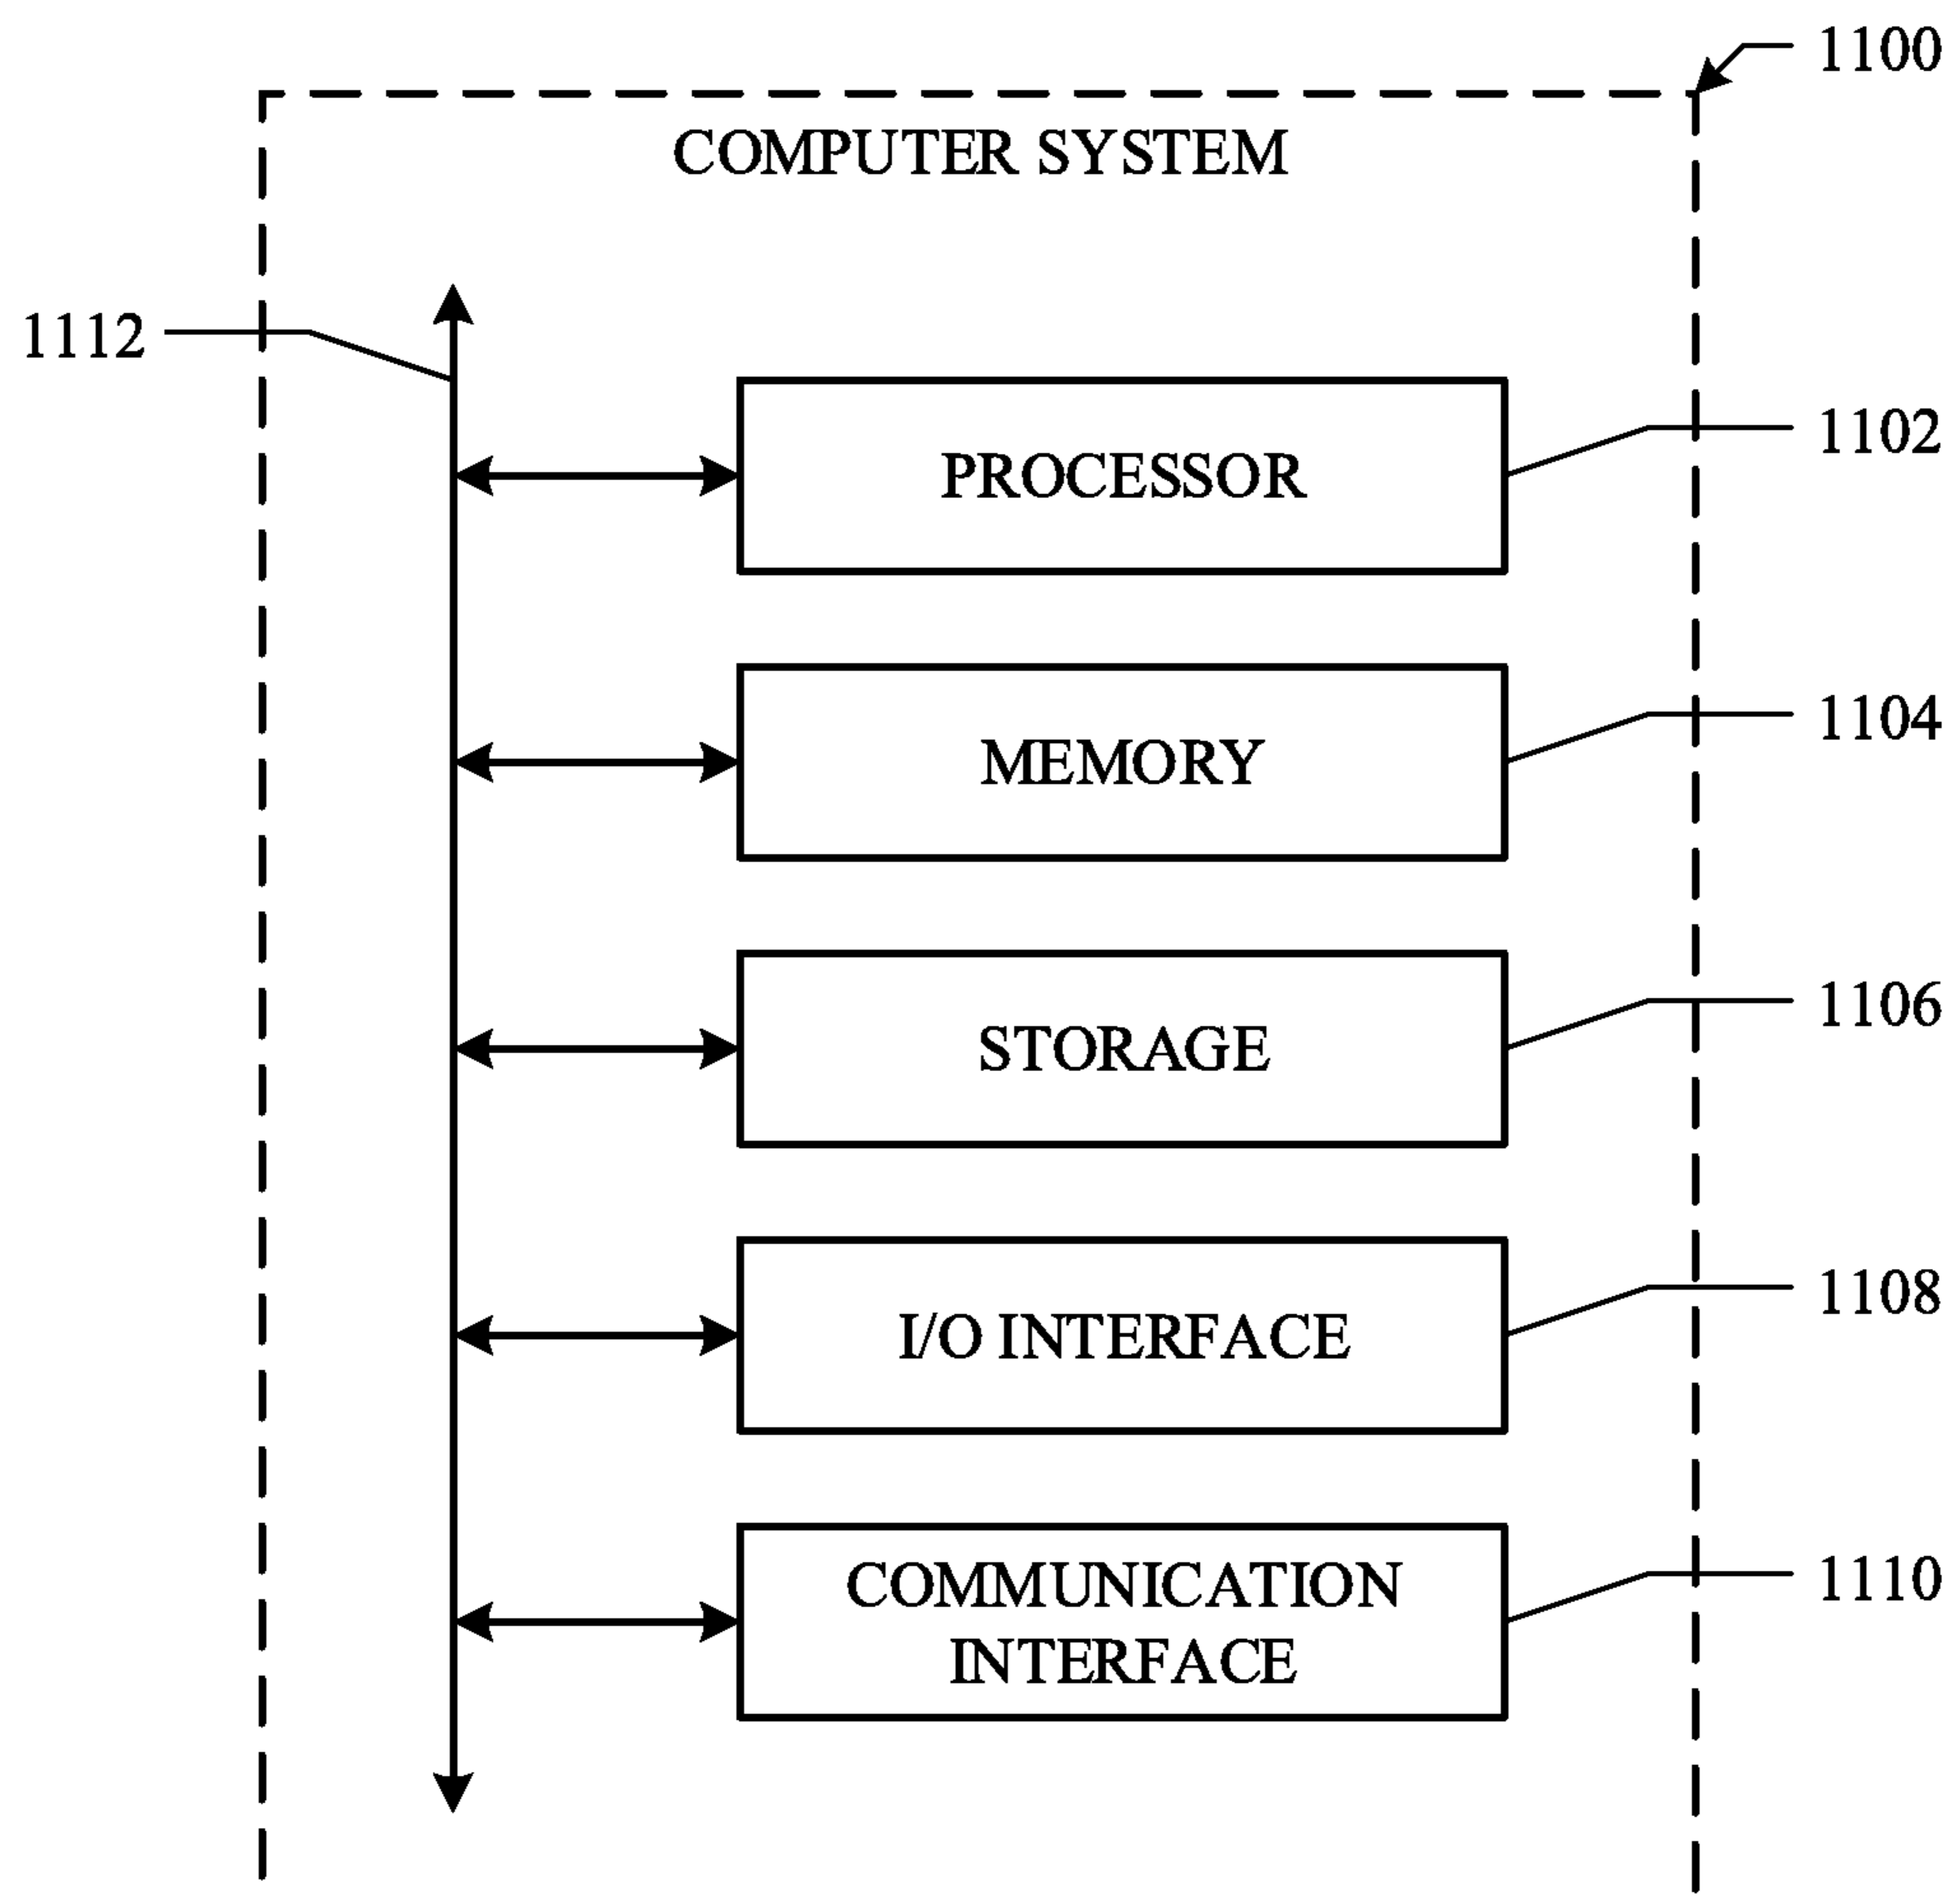 1100
COMPUTER SYSTEM
1112
1102
PROCESSOR
1104
MEMORY
1106
STORAGE
1108
I/O INTERFACE
1110
COMMUNICATION
INTERFACE